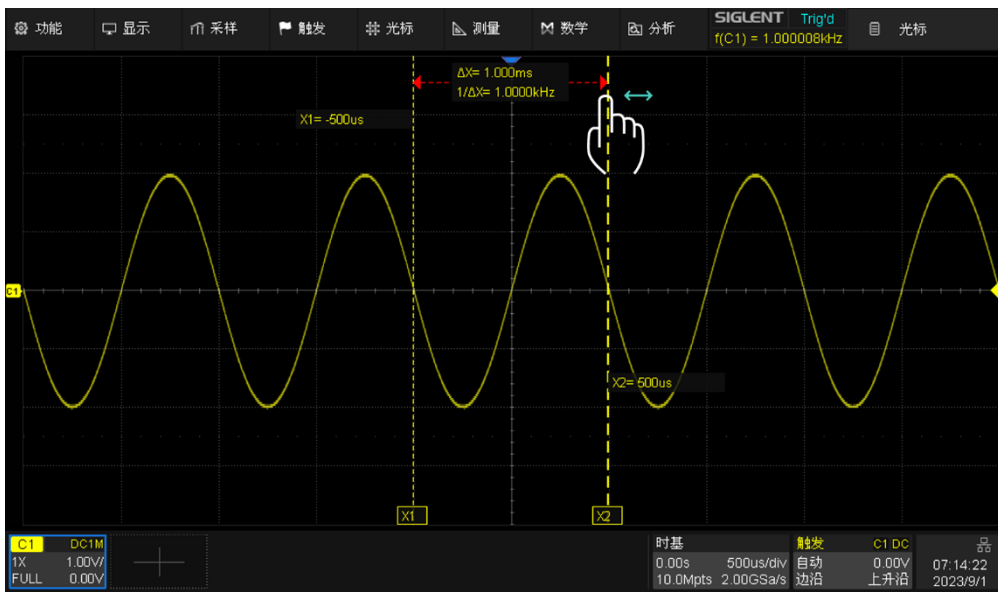 功能 显示 采样 触发 光标 测量 数学 分析 SIGLENT Trig'd 光标
f(C1) = 1.000008kHz
ΔX= 1.000ms
1/ΔX= 1.0000kHz
X1= -500us
C1
X2= 500us
X1 X2
C1 DC1M
1X 1.00V/
FULL 0.00V
时基
0.00s 500us/div
10.0Mpts 2.00GSa/s
触发 C1 DC
自动 0.00V
边沿 上升沿
07:14:22
2023/9/1